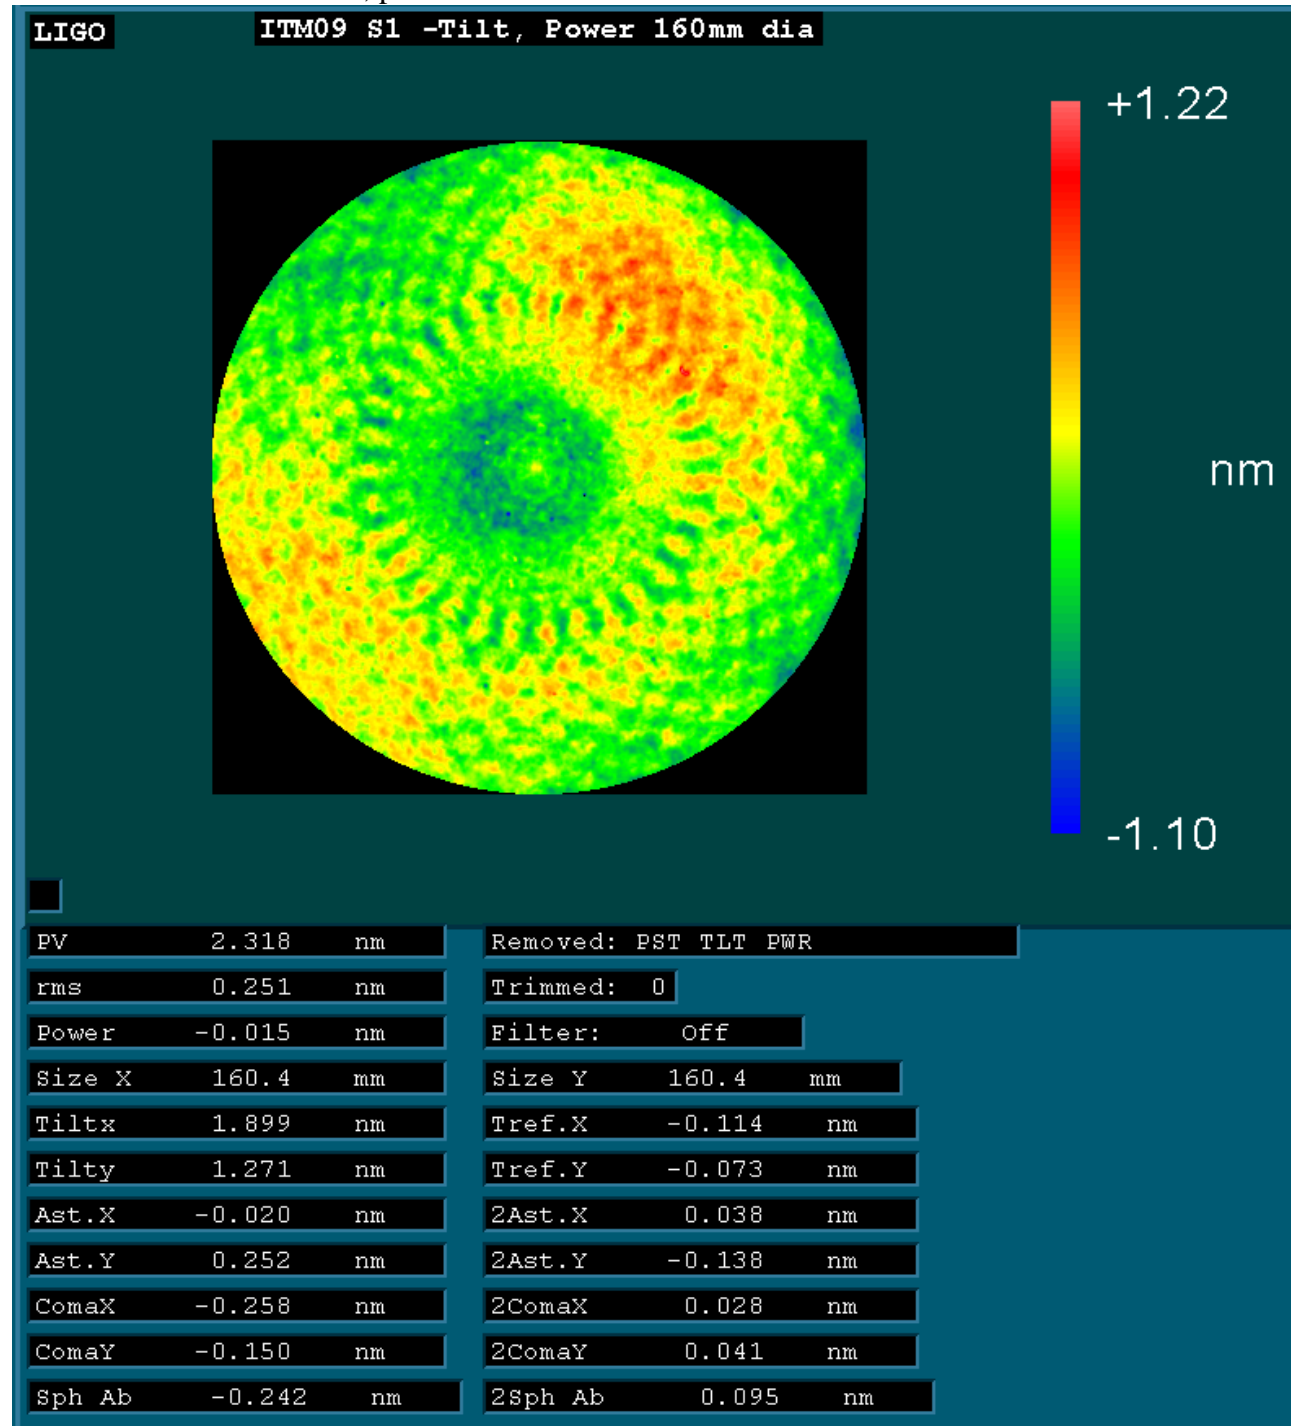 LIGO ITM09 S1 -Tilt, Power 160mm dia
+1.22
nm
-1.10
PV 2.318 nm Removed: PST TLT PWR
rms 0.251 nm Trimmed: 0
Power -0.015 nm Filter: Off
Size X 160.4 mm Size Y 160.4 mm
Tiltx 1.899 nm Tref.X -0.114 nm
Tilty 1.271 nm Tref.Y -0.073 nm
Ast.X -0.020 nm 2Ast.X 0.038 nm
Ast.Y 0.252 nm 2Ast.Y -0.138 nm
ComaX -0.258 nm 2ComaX 0.028 nm
ComaY -0.150 nm 2ComaY 0.041 nm
Sph Ab -0.242 nm 2Sph Ab 0.095 nm